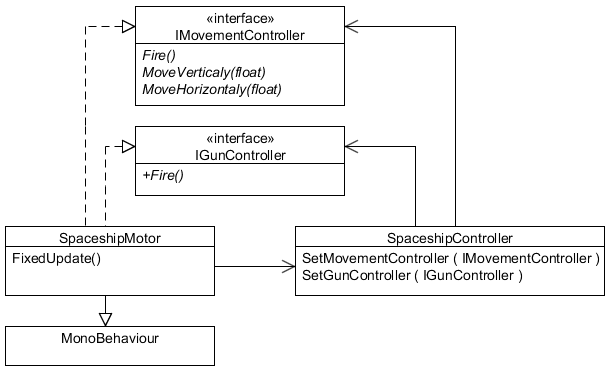 «interface»
IMovementController
Fire()
MoveVerticaly(float)
MoveHorizontaly(float)
«interface»
IGunController
+Fire()
SpaceshipMotor
FixedUpdate()
SpaceshipController
SetMovementController ( IMovementController )
SetGunController ( IGunController )
MonoBehaviour